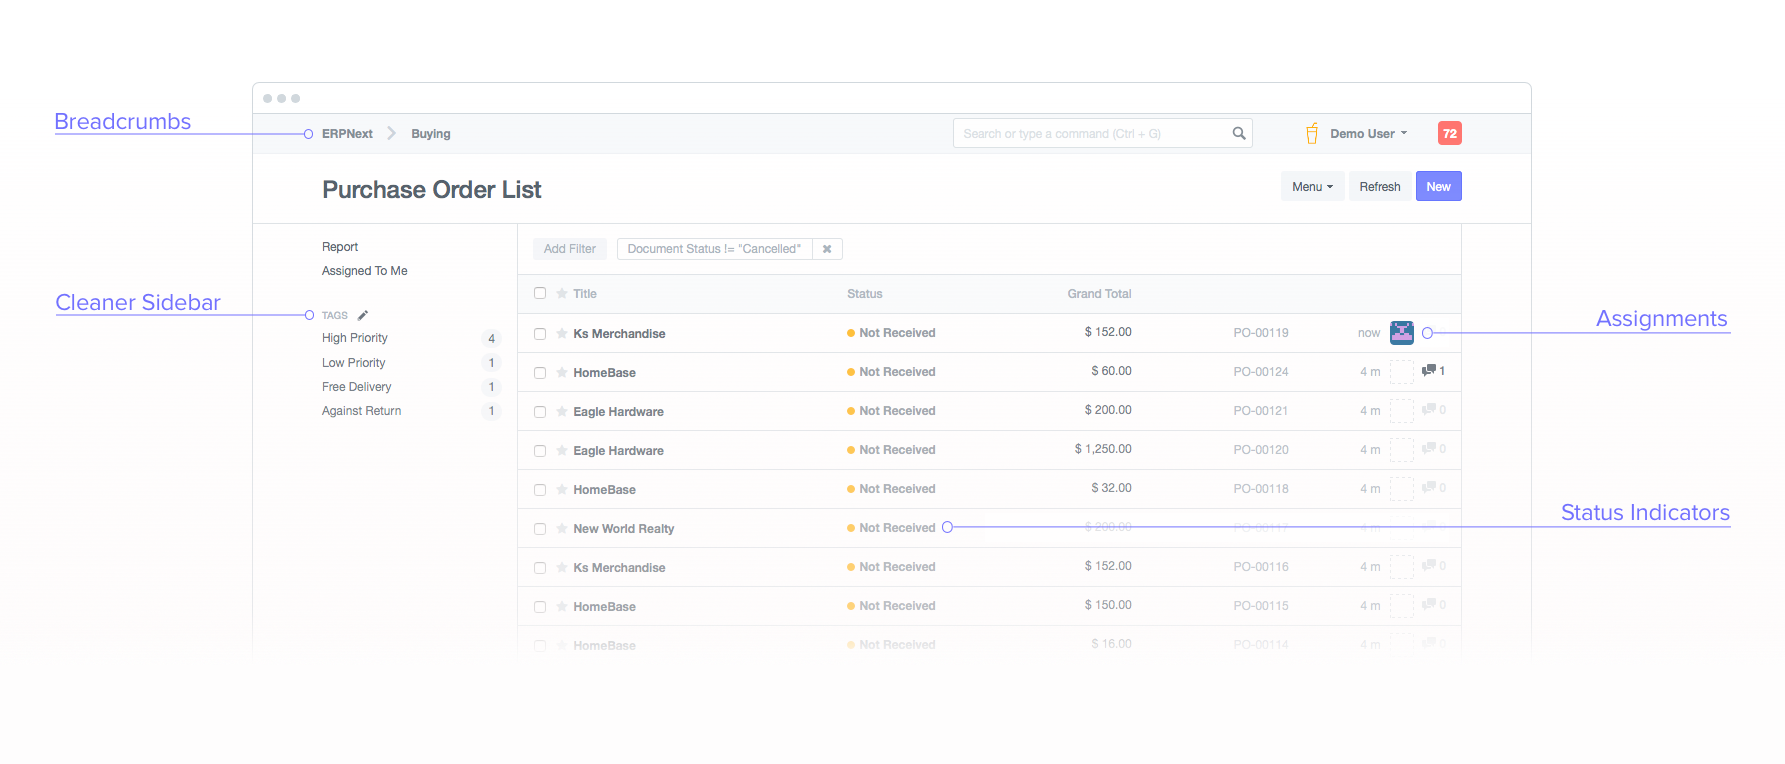 Breadcrumbs
ERPNext Buying
Search or type a command (Ctrl + G)
Demo User
72
Purchase Order List
Menu Refresh New
Report
Assigned To Me
Cleaner Sidebar
TAGS
High Priority 4
Low Priority 1
Free Delivery 1
Against Return 1
Add Filter Document Status != "Cancelled" ✖
Title Status Grand Total
Ks Merchandise Not Received $ 152.00 PO-00119 now
Assignments
HomeBase Not Received $ 60.00 PO-00124 4 m 1
Eagle Hardware Not Received $ 200.00 PO-00121 4 m 0
Eagle Hardware Not Received $ 1,250.00 PO-00120 4 m 0
HomeBase Not Received $ 32.00 PO-00118 4 m 0
Status Indicators
New World Realty Not Received $ 200.00 PO-00117 4 m 0
Ks Merchandise Not Received $ 152.00 PO-00116 4 m 0
HomeBase Not Received $ 150.00 PO-00115 4 m 0
HomeBase Not Received $ 16.00 PO-00114 4 m 0